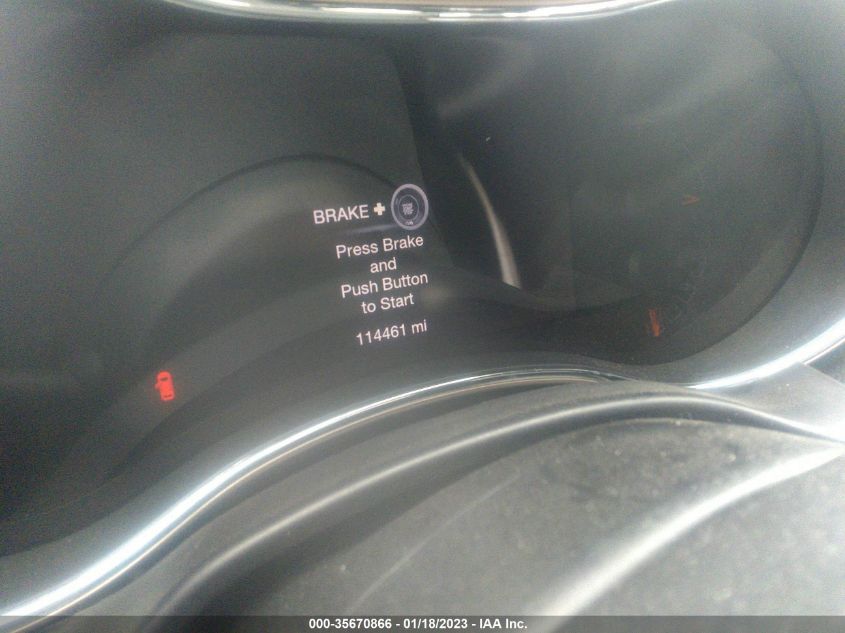 BRAKE +
Press Brake
and
Push Button
to Start
114461 mi
000-35670866 - 01/18/2023 - IAA Inc.